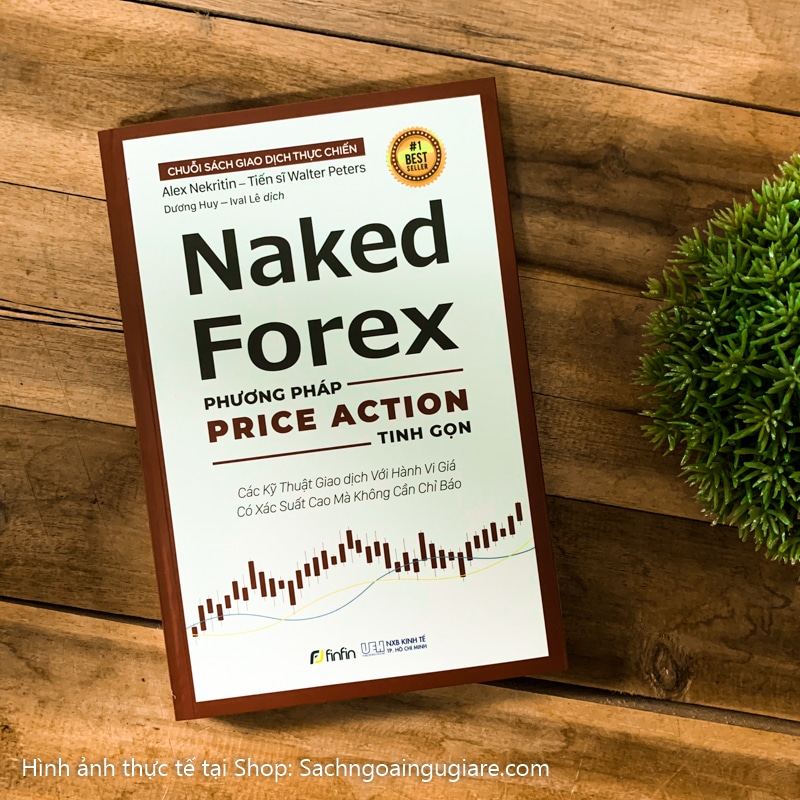 CHUỖI SÁCH GIAO DỊCH THỰC CHIẾN
Alex Nekritin – Tiến sĩ Walter Peters
Dương Huy – Ival Lê dịch
#1
BEST
SELLER
Naked
Forex
PHƯƠNG PHÁP
PRICE ACTION
TINH GỌN
Các Kỹ Thuật Giao dịch Với Hành Vi Giá
Có Xác Suất Cao Mà Không Cần Chỉ Báo
finfin
UEH
NXB KINH TẾ
TP. HỒ CHÍ MINH
Hình ảnh thực tế tại Shop: Sachngoaingugiare.com